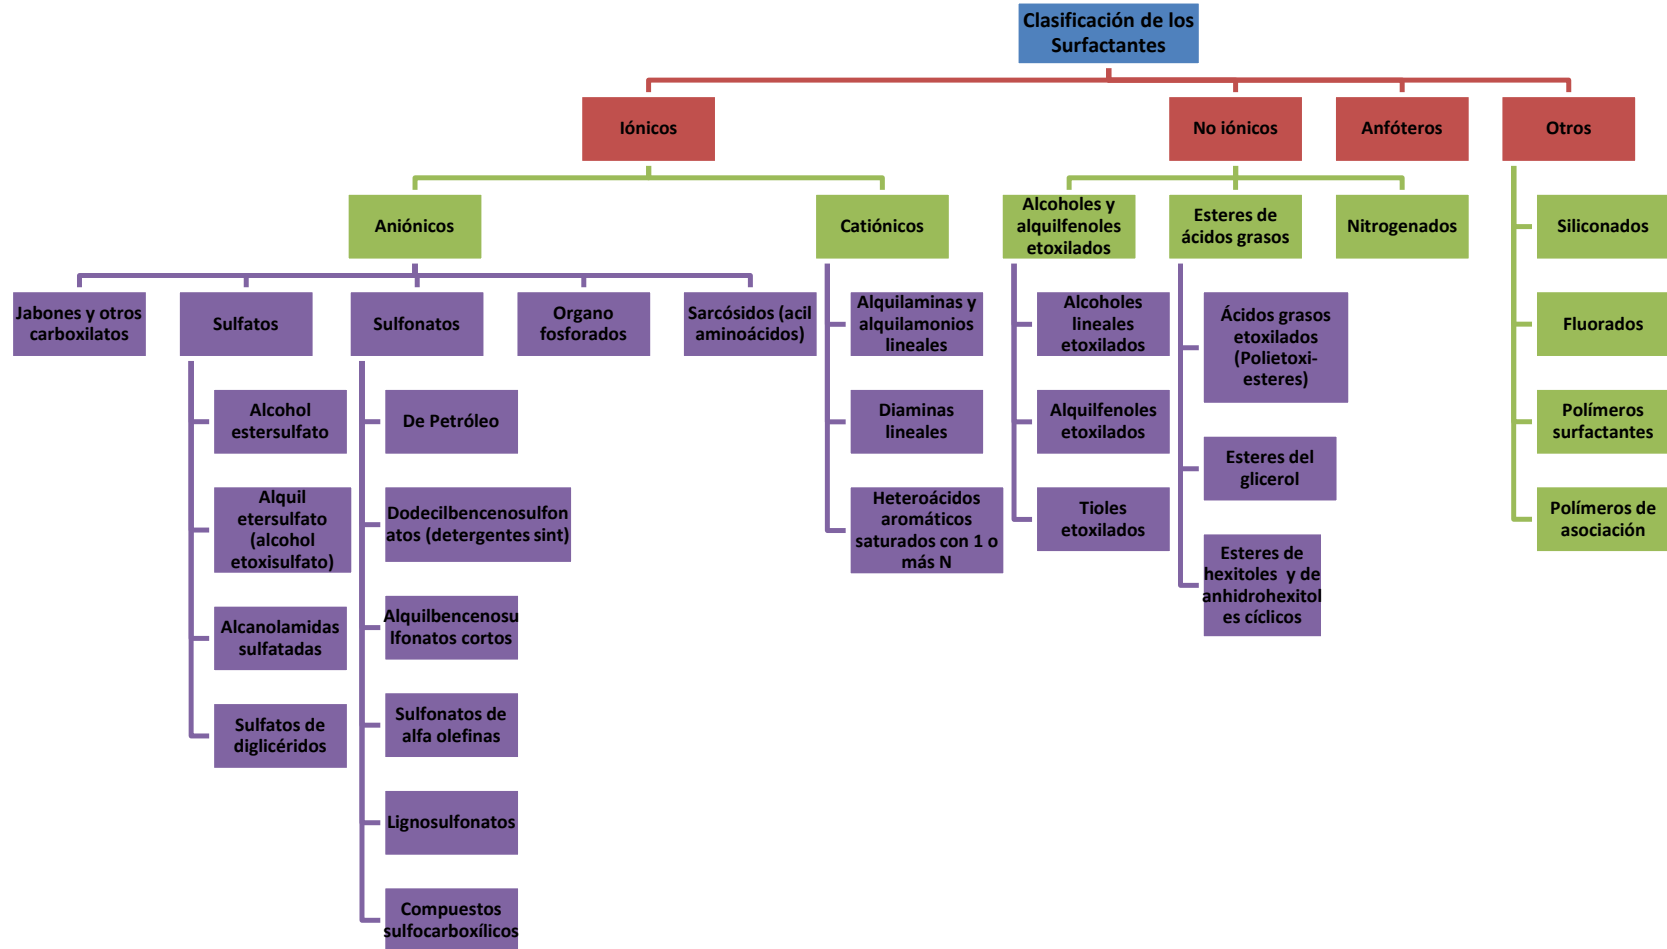 Clasificación de los
Surfactantes
Iónicos
No iónicos
Anfóteros
Otros
Aniónicos
Catiónicos
Alcoholes y
alquilfenoles
etoxilados
Esteres de
ácidos grasos
Nitrogenados
Siliconados
Jabones y otros
carboxilatos
Sulfatos
Sulfonatos
Organo
fosforados
Sarcósidos (acil
aminoácidos)
Alquilaminas y
alquilamonios
lineales
Alcoholes
lineales
etoxilados
Ácidos grasos
etoxilados
(Polietoxi-
esteres)
Fluorados
Alcohol
estersulfato
De Petróleo
Diaminas
lineales
Alquilfenoles
etoxilados
Esteres del
glicerol
Polímeros
surfactantes
Alquil
etersulfato
(alcohol
etoxisulfato)
Dodecilbencenosulfon
atos (detergentes sint)
Heteroácidos
aromáticos
saturados con 1 o
más N
Tioles
etoxilados
Esteres de
hexitoles  y de
anhidrohexitol
es cíclicos
Polímeros de
asociación
Alcanolamidas
sulfatadas
Alquilbencenosu
lfonatos cortos
Sulfatos de
diglicéridos
Sulfonatos de
alfa olefinas
Lignosulfonatos
Compuestos
sulfocarboxílicos